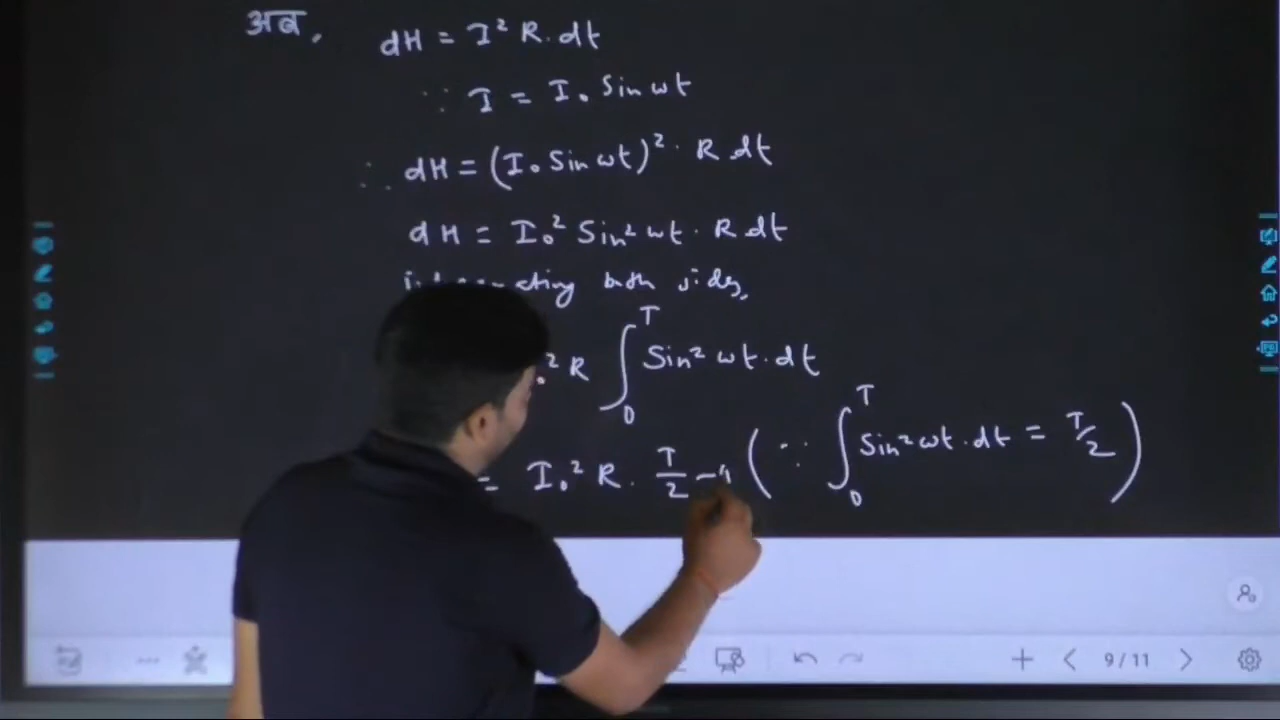 अब, dH = I² R. dt
∵ I = I₀ Sin ωt
∴ dH = (I₀ Sin ωt)². R dt
dH = I₀² Sin² ωt. R dt
both sides,
² R ∫₀ᵀ Sin² ωt. dt
= I₀² R. T/2 - (∵ ∫₀ᵀ Sin² ωt. dt = T/2)
9/11